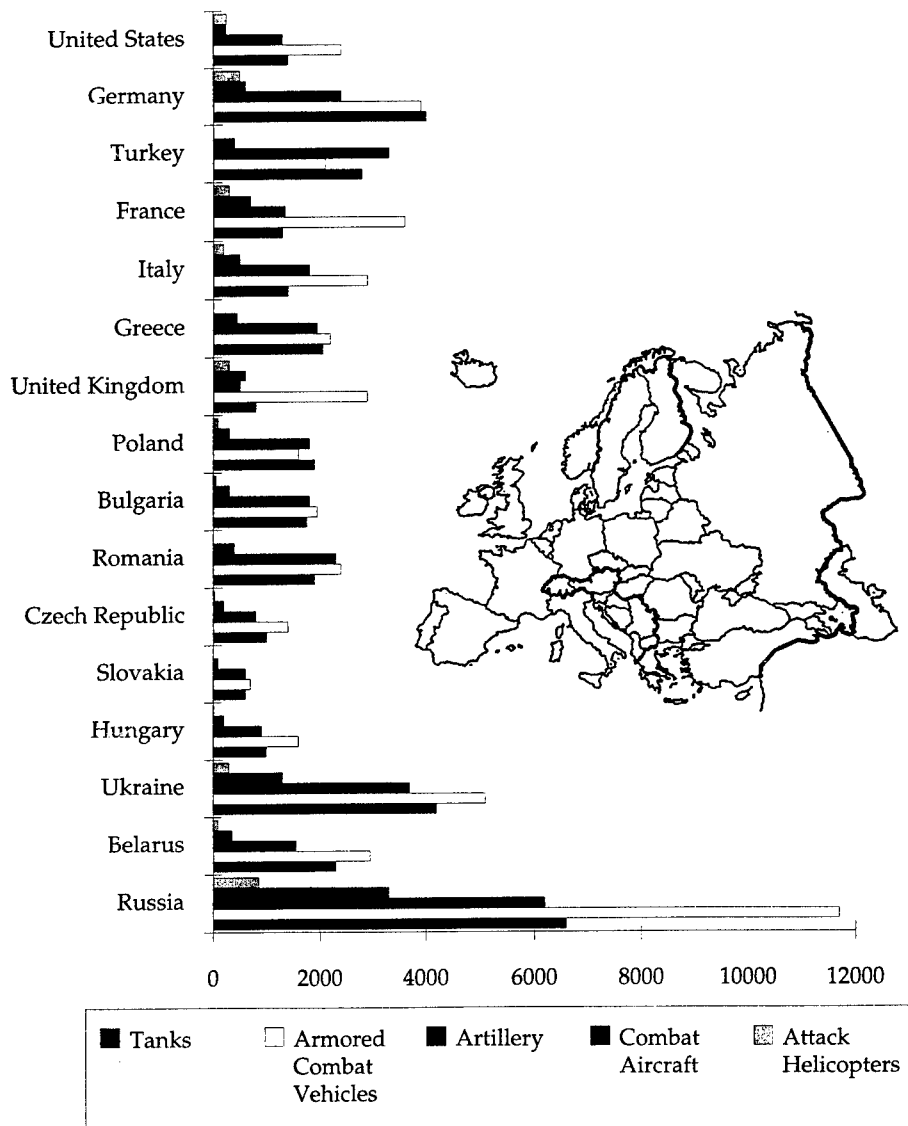 United States
Germany
Turkey
France
Italy
Greece
United Kingdom
Poland
Bulgaria
Romania
Czech Republic
Slovakia
Hungary
Ukraine
Belarus
Russia
0 2000 4000 6000 8000 10000 12000
Tanks
Armored
Combat
Vehicles
Artillery
Combat
Aircraft
Attack
Helicopters